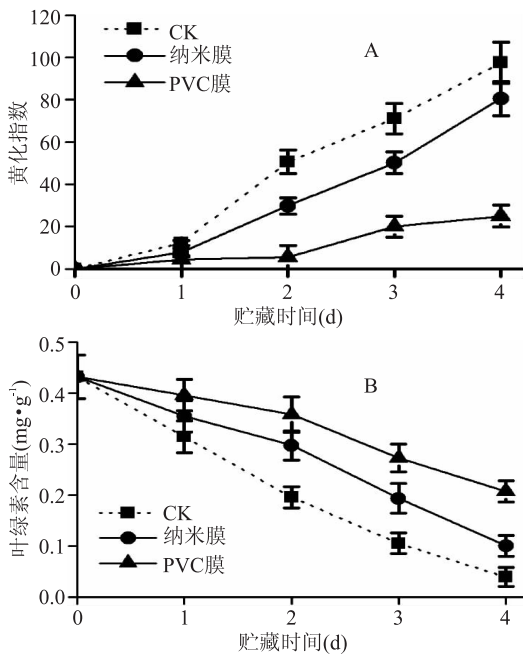 CK
纳米膜
PVC膜
A
黄化指数
120
100
80
60
40
20
0
0 1 2 3 4
贮藏时间(d)
B
叶绿素含量(mg•g⁻¹)
0.5
0.4
0.3
0.2
0.1
0.0
CK
纳米膜
PVC膜
0 1 2 3 4
贮藏时间(d)